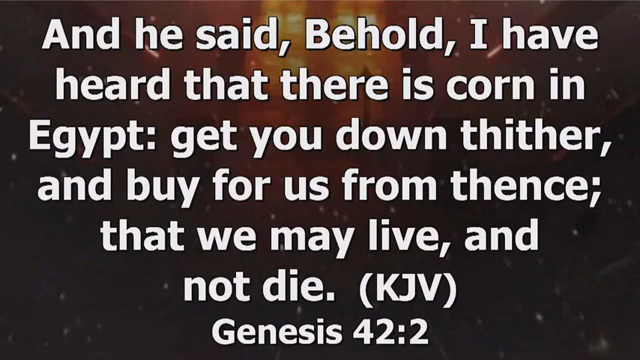 And he said, Behold, I have
heard that there is corn in
Egypt: get you down thither,
and buy for us from thence;
that we may live, and
not die.  (KJV)
Genesis 42:2